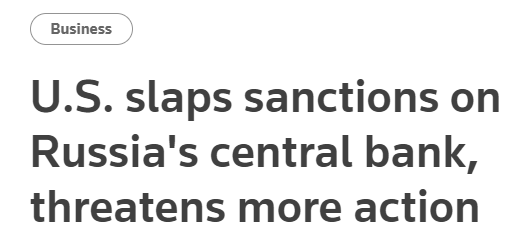 Business
U.S. slaps sanctions on
Russia's central bank,
threatens more action